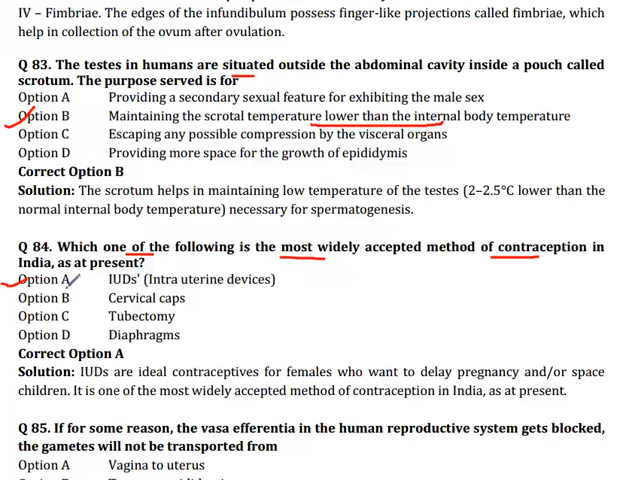 IV – Fimbriae. The edges of the infundibulum possess finger-like projections called fimbriae, which
help in collection of the ovum after ovulation.
Q 83. The testes in humans are situated outside the abdominal cavity inside a pouch called
scrotum. The purpose served is for
Option A Providing a secondary sexual feature for exhibiting the male sex
Option B Maintaining the scrotal temperature lower than the internal body temperature
Option C Escaping any possible compression by the visceral organs
Option D Providing more space for the growth of epididymis
Correct Option B
Solution: The scrotum helps in maintaining low temperature of the testes (2–2.5°C lower than the
normal internal body temperature) necessary for spermatogenesis.
Q 84. Which one of the following is the most widely accepted method of contraception in
India, as at present?
Option A IUDs' (Intra uterine devices)
Option B Cervical caps
Option C Tubectomy
Option D Diaphragms
Correct Option A
Solution: IUDs are ideal contraceptives for females who want to delay pregnancy and/or space
children. It is one of the most widely accepted method of contraception in India, as at present.
Q 85. If for some reason, the vasa efferentia in the human reproductive system gets blocked,
the gametes will not be transported from
Option A Vagina to uterus